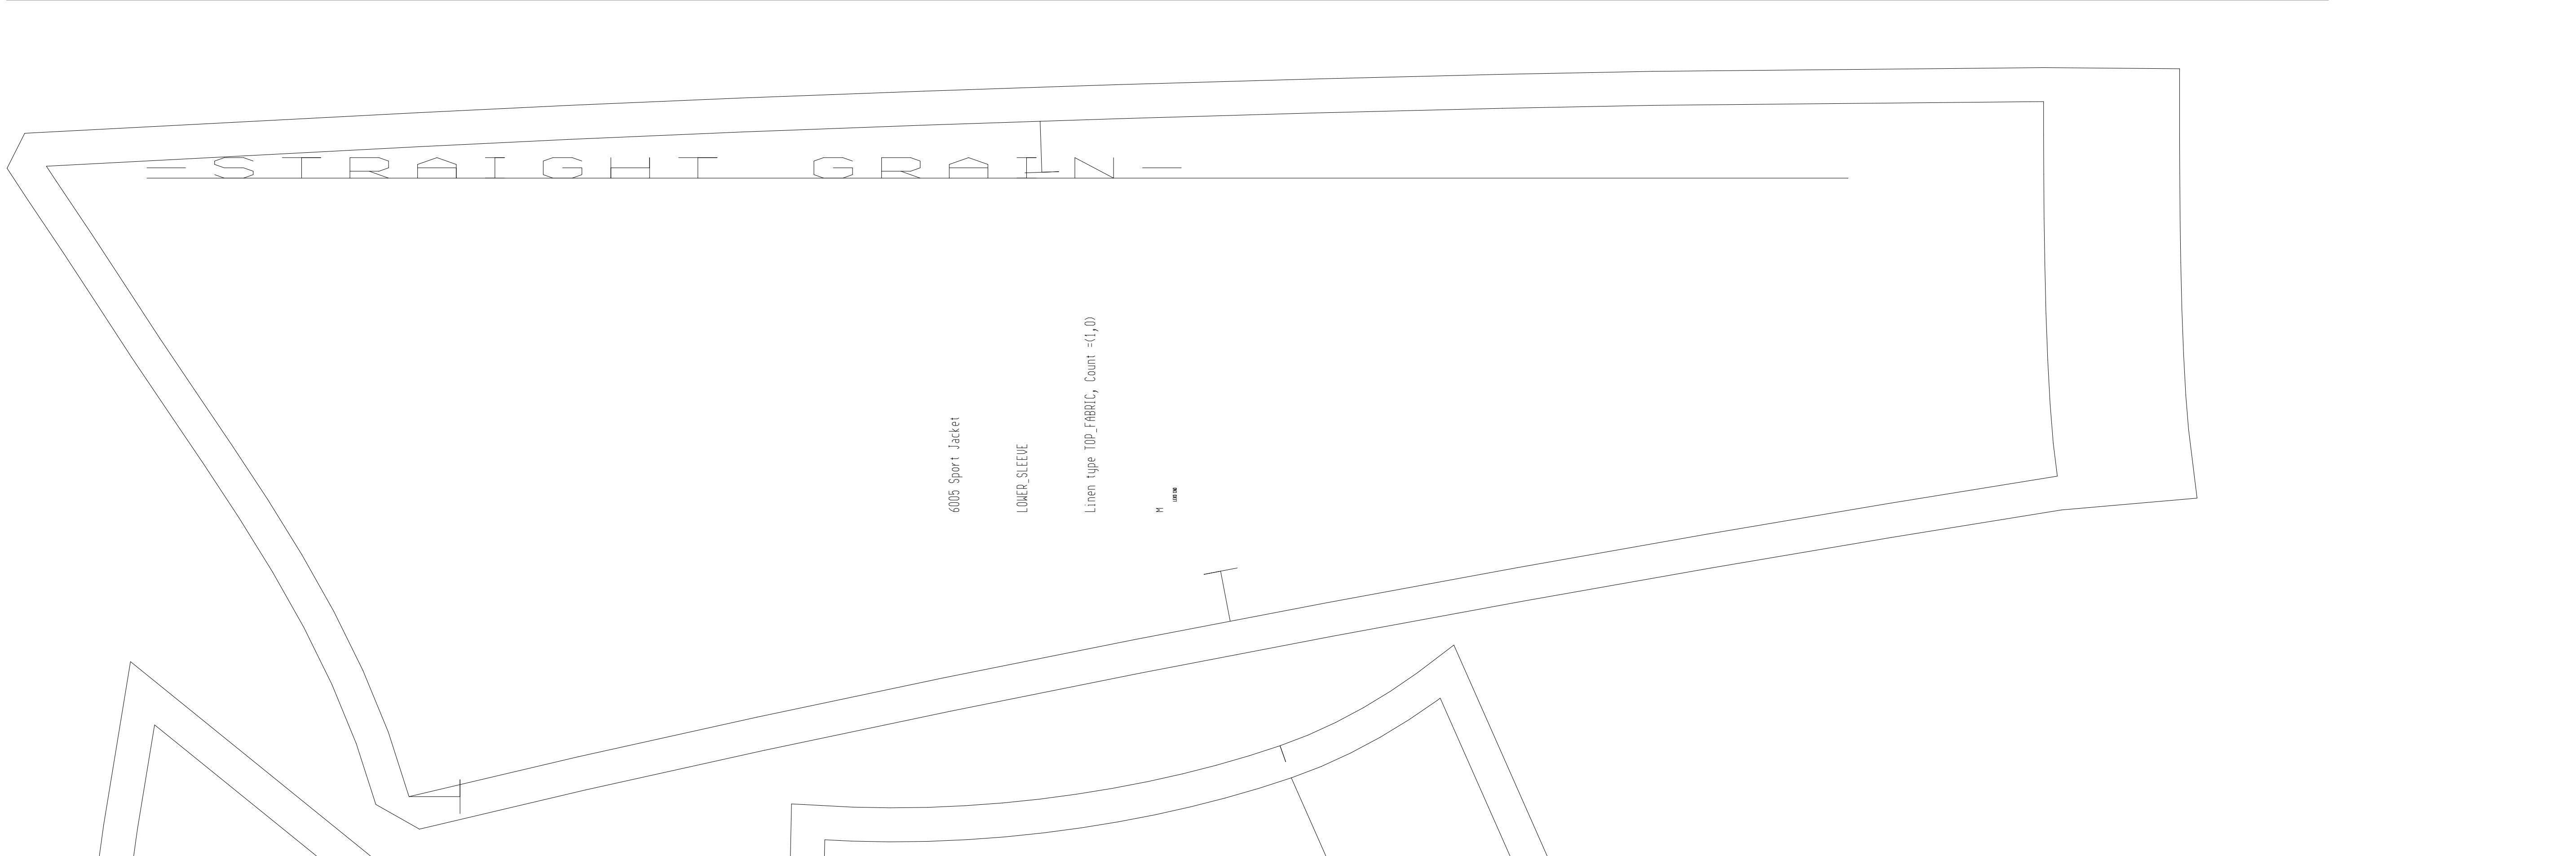 -STRAIGHT GRAIN-
6005 Sport Jacket
LOWER_SLEEVE
Linen type TOP_FABRIC, Count =(1,0)
M